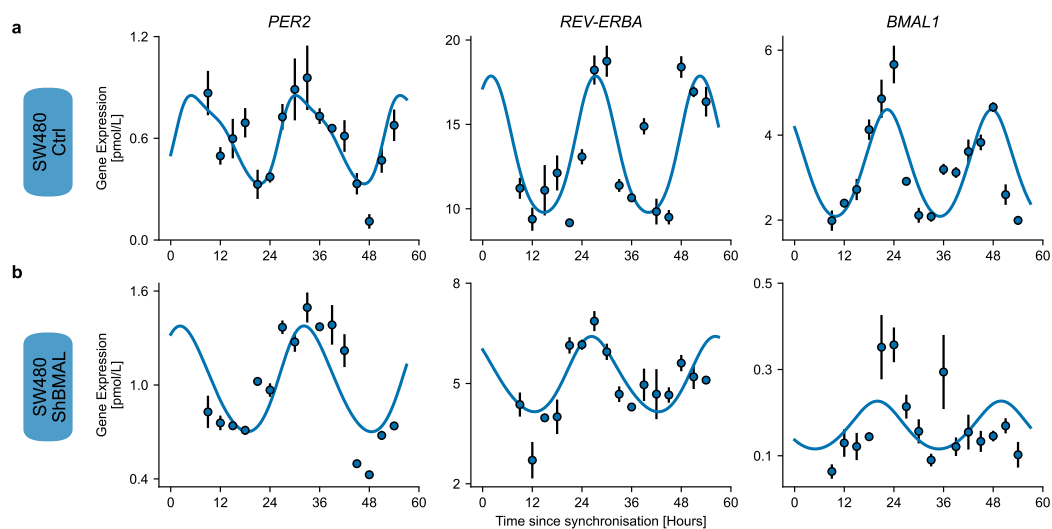 PER2
REV-ERBA
BMAL1
a
SW480
Ctrl
Gene Expression
[pmol/L]
1.2
0.6
0.0
0 12 24 36 48 60
20
15
10
0 12 24 36 48 60
6
4
2
0 12 24 36 48 60
b
SW480
ShBMAL
Gene Expression
[pmol/L]
1.6
1.0
0.4
0 12 24 36 48 60
8
5
2
0 12 24 36 48 60
0.5
0.3
0.1
0 12 24 36 48 60
Time since synchronisation [Hours]